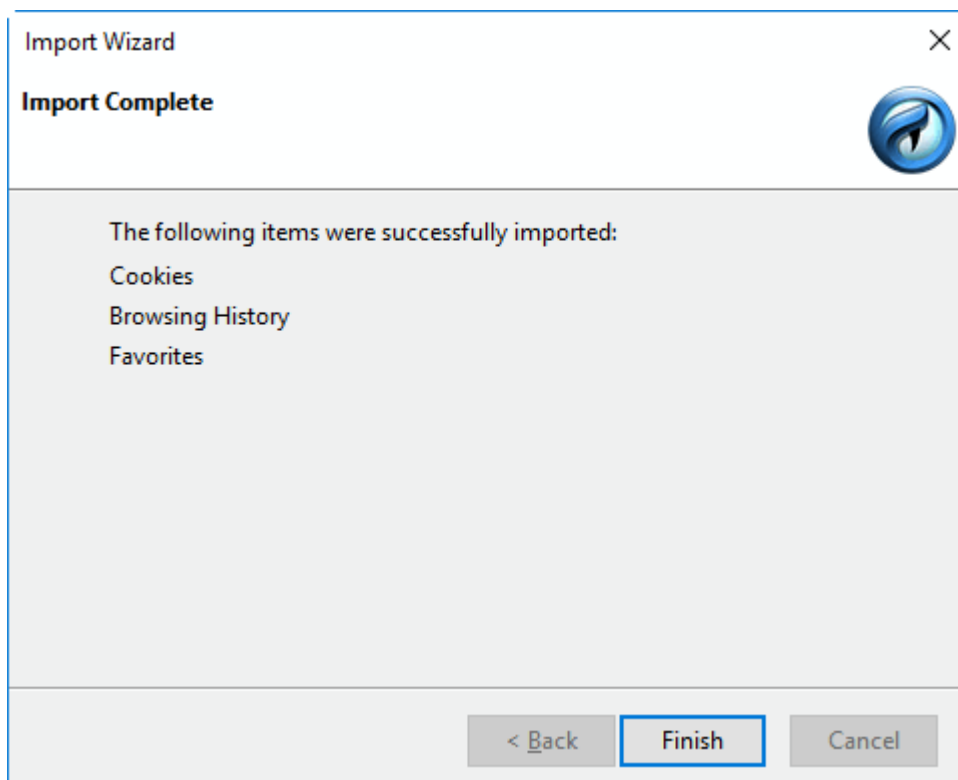 Import Wizard
Import Complete
The following items were successfully imported:
Cookies
Browsing History
Favorites
< Back
Finish
Cancel